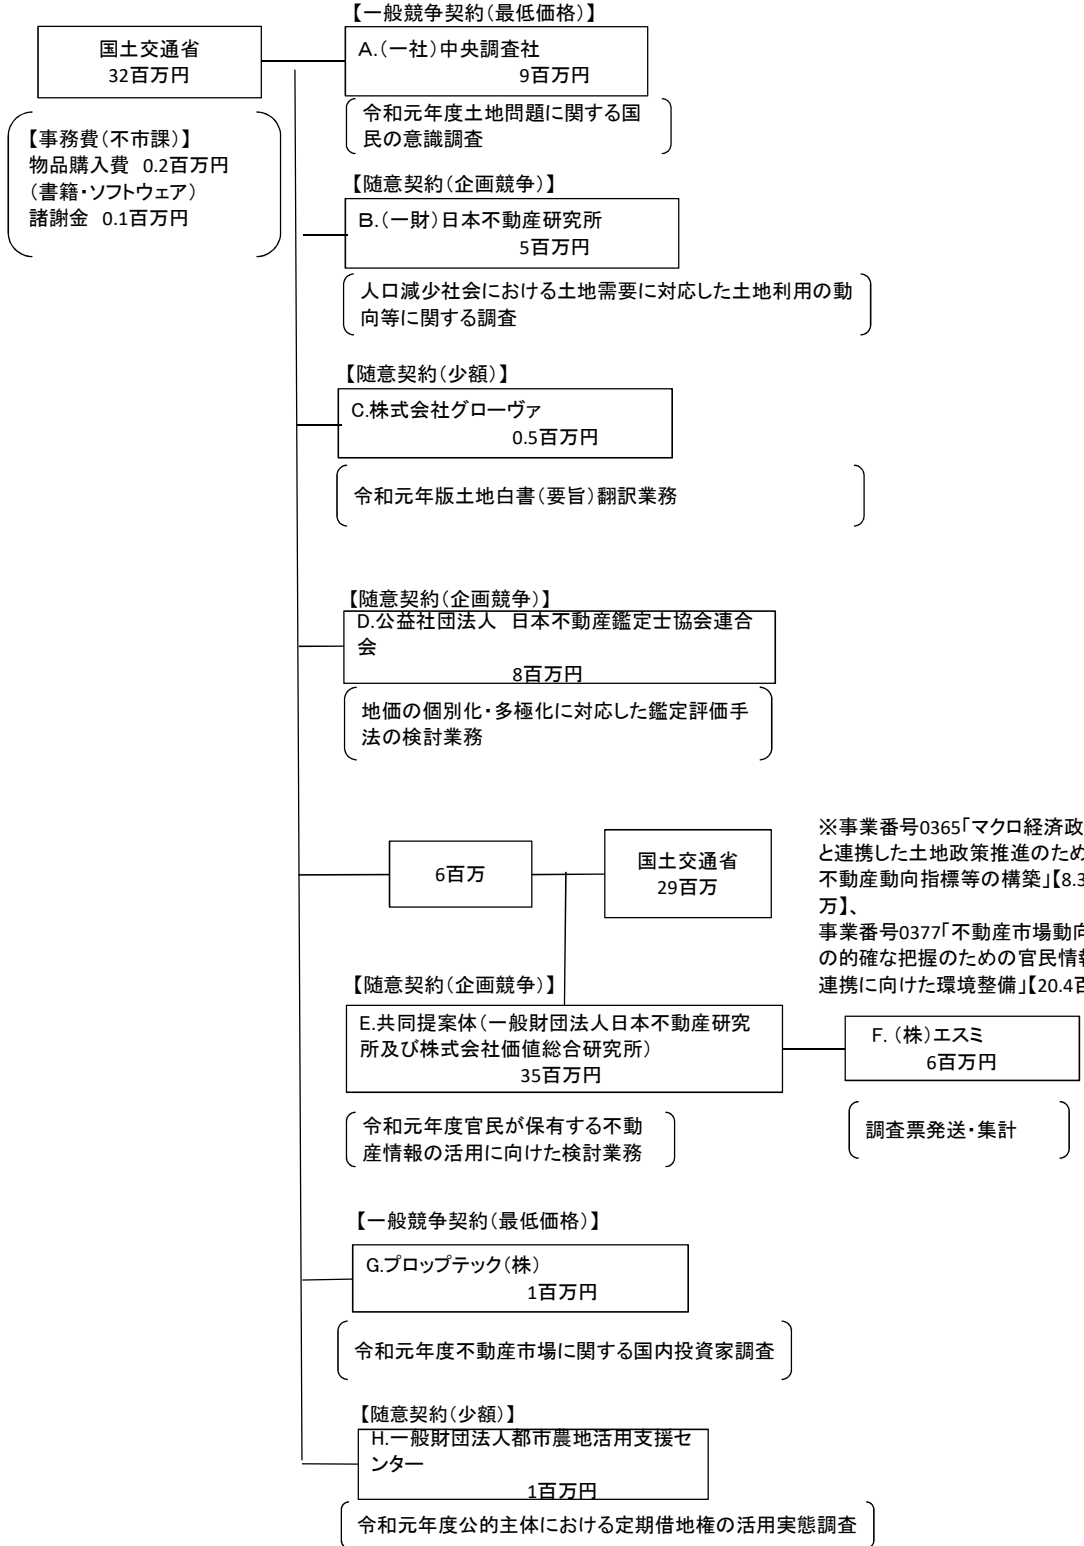 【一般競争契約(最低価格)】
国土交通省
32百万円
A.(一社)中央調査社
9百万円
【事務費(不市課)】
物品購入費 0.2百万円
(書籍・ソフトウェア)
諸謝金 0.1百万円
令和元年度土地問題に関する国
民の意識調査
【随意契約(企画競争)】
B.(一財)日本不動産研究所
5百万円
人口減少社会における土地需要に対応した土地利用の動
向等に関する調査
【随意契約(少額)】
C.株式会社グローヴァ
0.5百万円
令和元年版土地白書(要旨)翻訳業務
【随意契約(企画競争)】
D.公益社団法人 日本不動産鑑定士協会連合
会
8百万円
地価の個別化・多極化に対応した鑑定評価手
法の検討業務
6百万
国土交通省
29百万
※事業番号0365「マクロ経済政
と連携した土地政策推進のため
不動産動向指標等の構築」【8.3
万】、
事業番号0377「不動産市場動向
の的確な把握のための官民情報
連携に向けた環境整備」【20.4百
【随意契約(企画競争)】
E.共同提案体(一般財団法人日本不動産研究
所及び株式会社価値総合研究所)
35百万円
F. (株)エスミ
6百万円
令和元年度官民が保有する不動
産情報の活用に向けた検討業務
調査票発送・集計
【一般競争契約(最低価格)】
G.プロップテック(株)
1百万円
令和元年度不動産市場に関する国内投資家調査
【随意契約(少額)】
H.一般財団法人都市農地活用支援セ
ンター
1百万円
令和元年度公的主体における定期借地権の活用実態調査